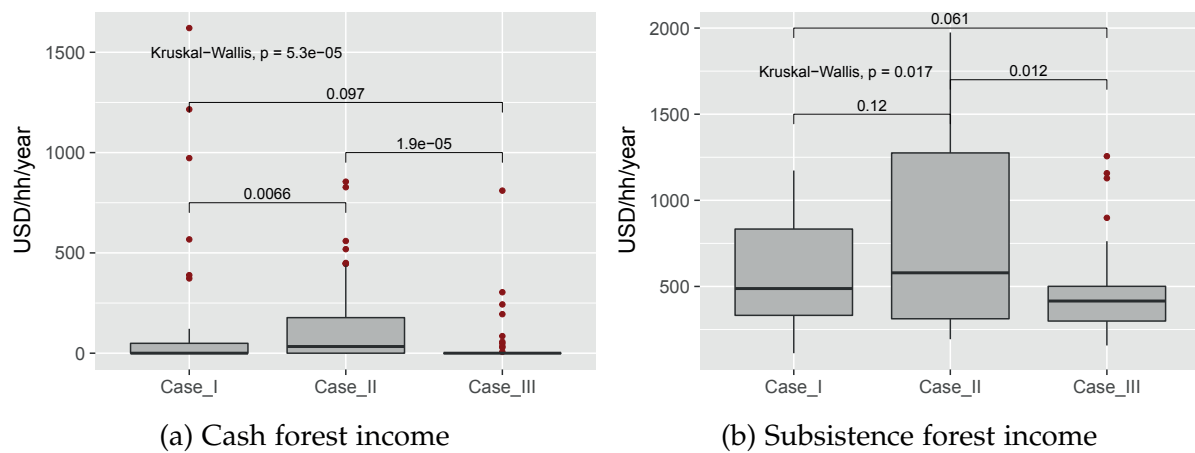 1500
1000
500
0
USD/hh/year
Kruskal−Wallis, p = 5.3e−05
0.097
1.9e−05
0.0066
Case_I
Case_II
Case_III
(a) Cash forest income
2000
1500
1000
500
USD/hh/year
0.061
Kruskal−Wallis, p = 0.017
0.012
0.12
Case_I
Case_II
Case_III
(b) Subsistence forest income